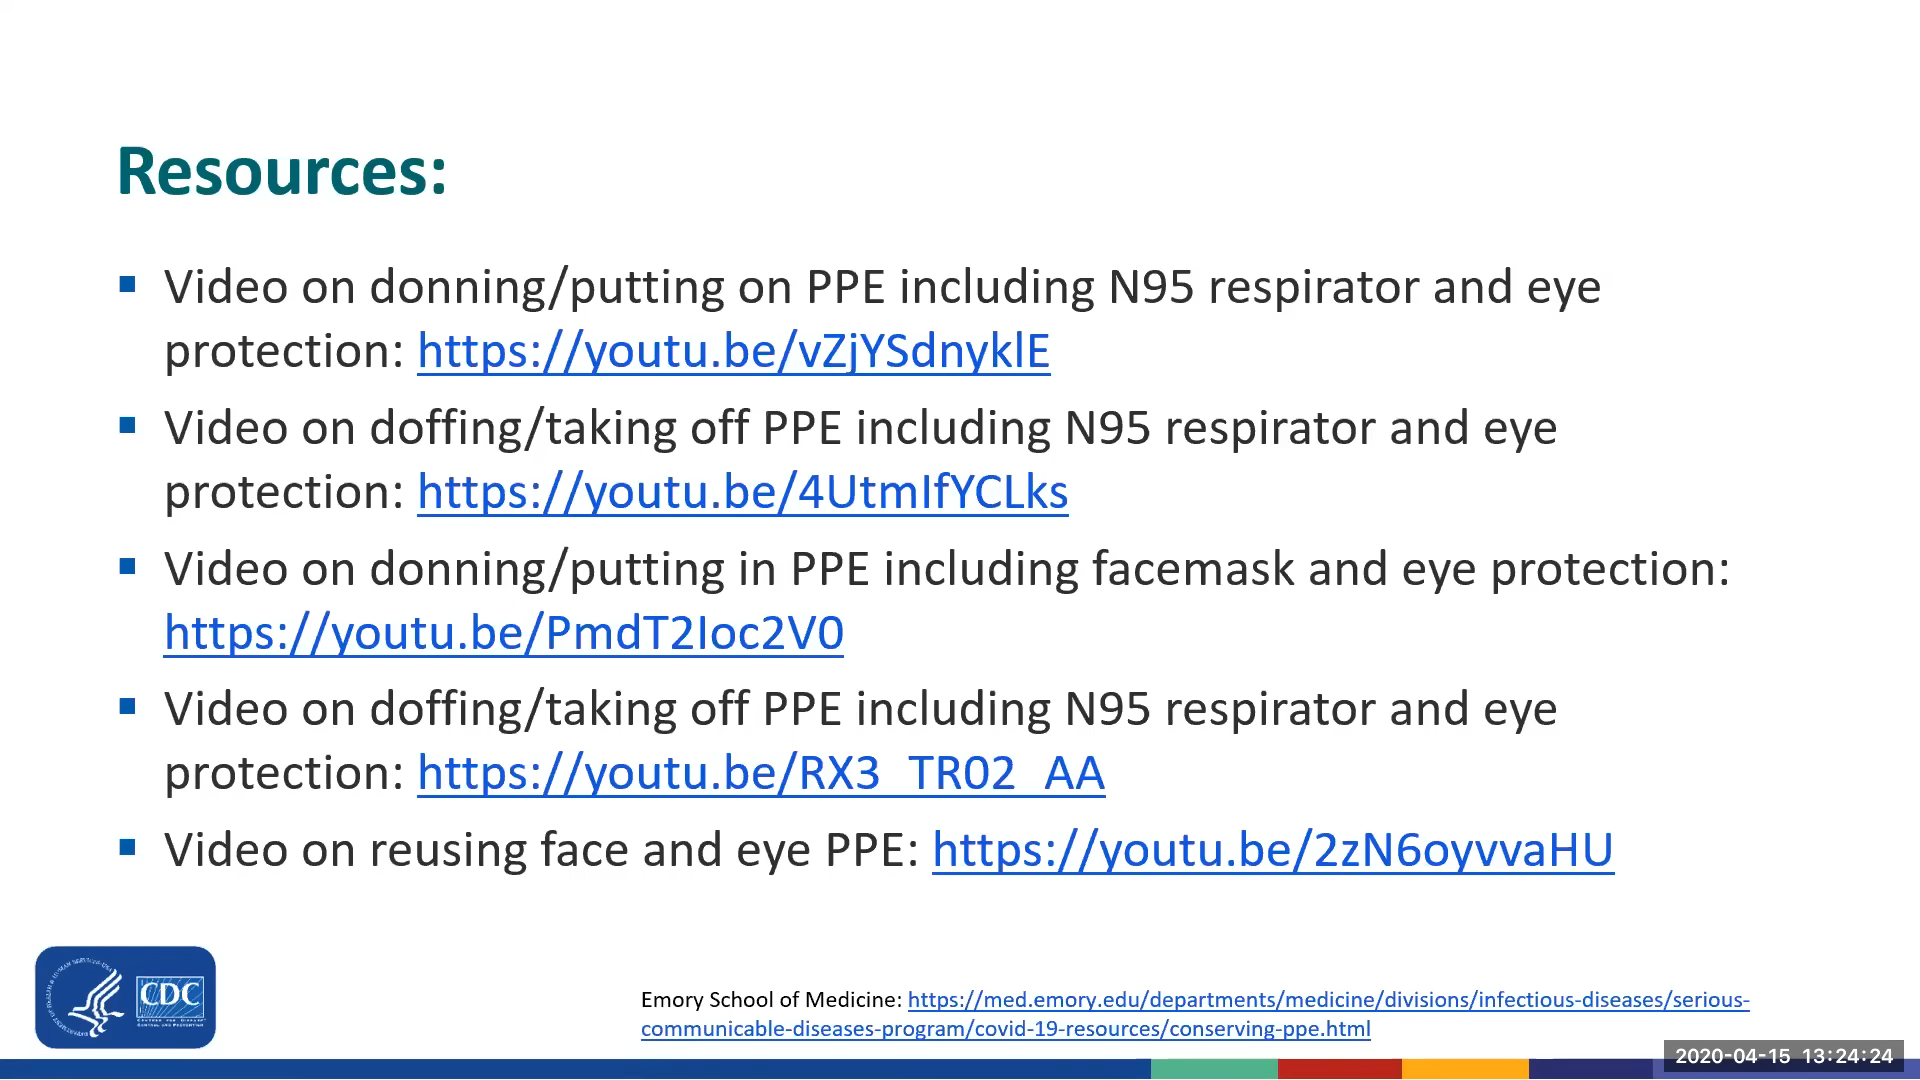 Resources:
Video on donning/putting on PPE including N95 respirator and eye
protection: https://youtu.be/vZjYSdnyklE
Video on doffing/taking off PPE including N95 respirator and eye
protection: https://youtu.be/4UtmIfYCLks
Video on donning/putting in PPE including facemask and eye protection:
https://youtu.be/PmdT2Ioc2V0
Video on doffing/taking off PPE including N95 respirator and eye
protection: https://youtu.be/RX3_TR02_AA
Video on reusing face and eye PPE: https://youtu.be/2zN6oyvvaHU
CDC
Emory School of Medicine: https://med.emory.edu/departments/medicine/divisions/infectious-diseases/serious-
communicable-diseases-program/covid-19-resources/conserving-ppe.html
2020-04-15 13:24:24